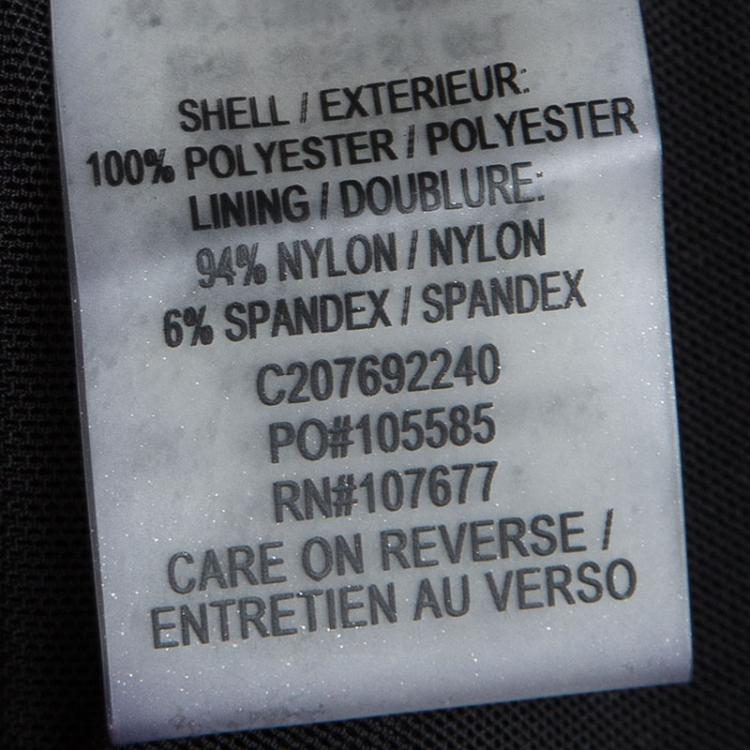 SHELL / EXTERIEUR:
100% POLYESTER / POLYESTER
LINING / DOUBLURE:
94% NYLON / NYLON
6% SPANDEX / SPANDEX
C207692240
PO#105585
RN#107677
CARE ON REVERSE /
ENTRETIEN AU VERSO